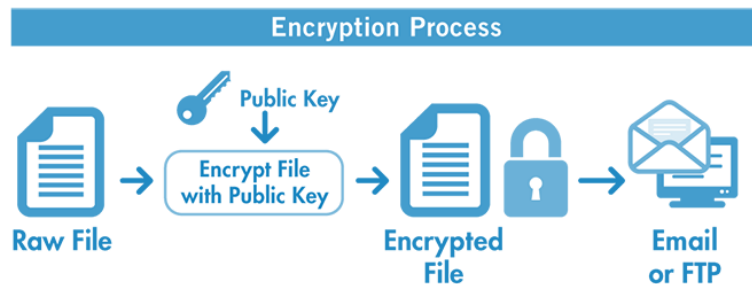 Encryption Process
Public Key
Encrypt File
with Public Key
Raw File
Encrypted
File
Email
or FTP